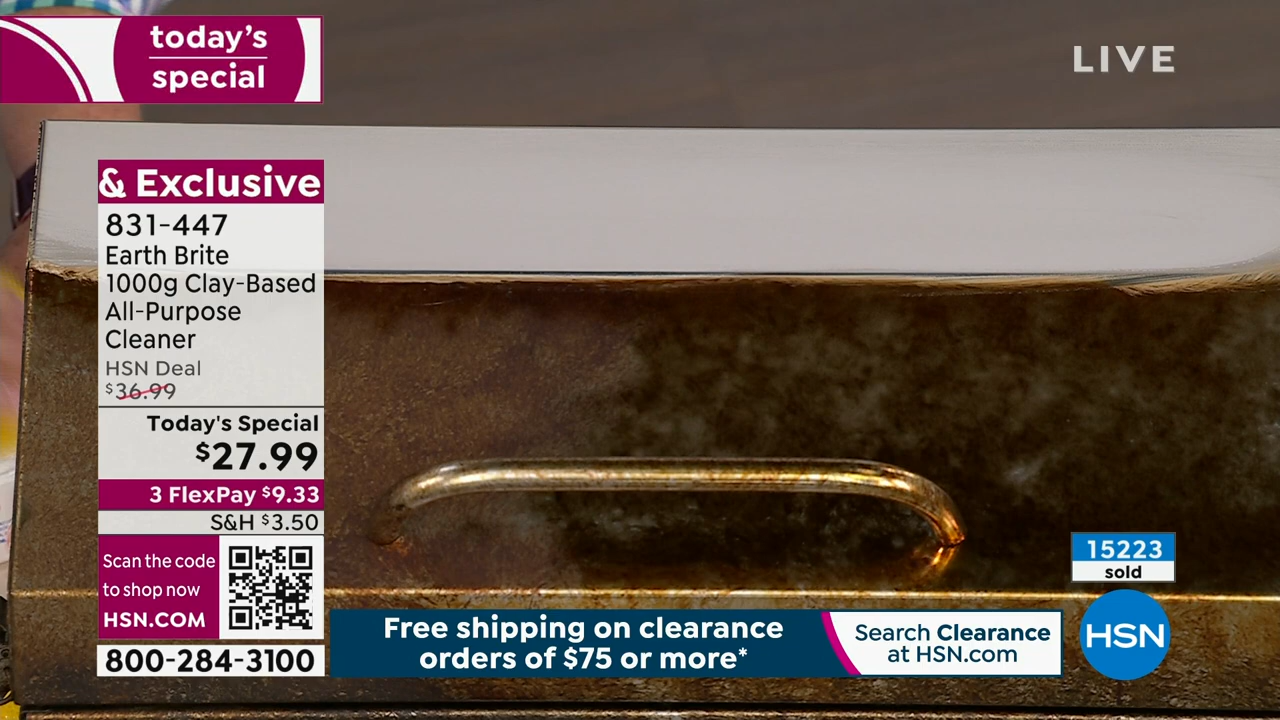 today's
special
LIVE
& Exclusive
831-447
Earth Brite
1000g Clay-Based
All-Purpose
Cleaner
HSN Deal
$36.99
Today's Special
$27.99
3 FlexPay $9.33
S&H $3.50
Scan the code
to shop now
HSN.COM
800-284-3100
Free shipping on clearance
orders of $75 or more*
Search Clearance
at HSN.com
15223
sold
HSN